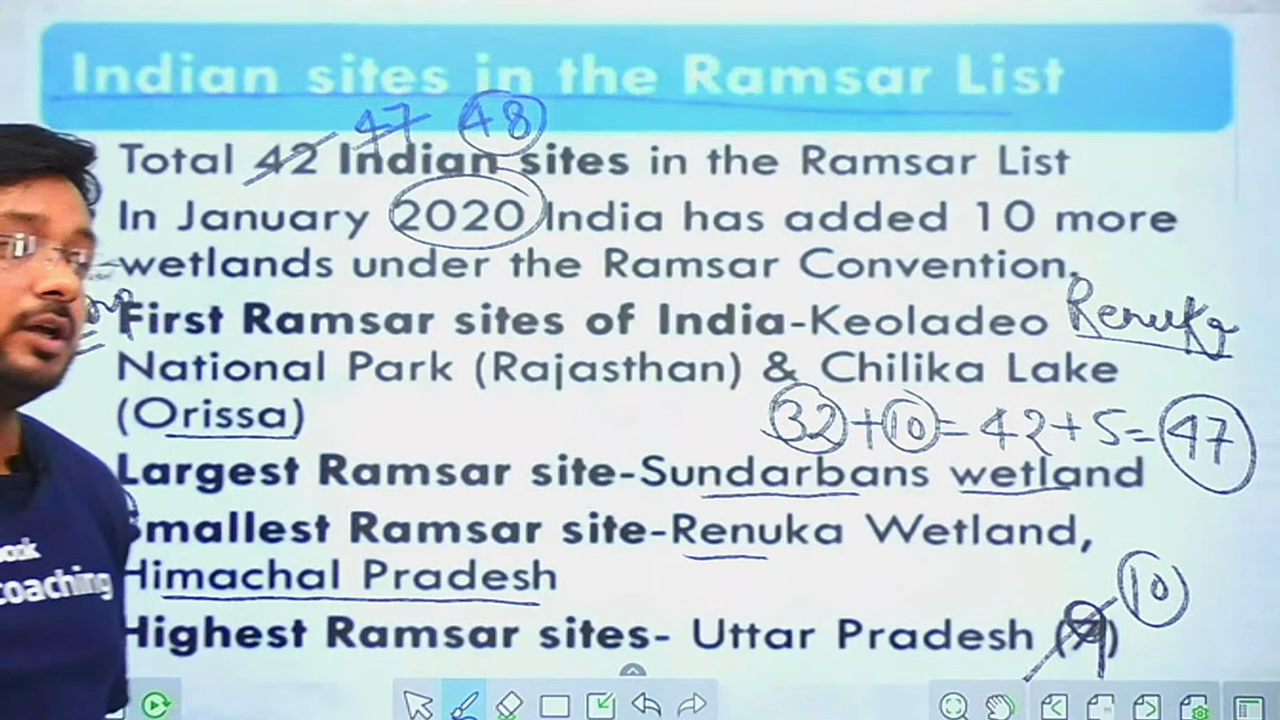 Indian sites in the Ramsar List
47 48
Total 42 Indian sites in the Ramsar List
In January 2020 India has added 10 more
wetlands under the Ramsar Convention.
First Ramsar sites of India-Keoladeo Renuka
National Park (Rajasthan) & Chilika Lake
(Orissa)
32+10=42+5=47
Largest Ramsar site-Sundarbans wetland
Smallest Ramsar site-Renuka Wetland,
Himachal Pradesh
10
Highest Ramsar sites- Uttar Pradesh
coaching